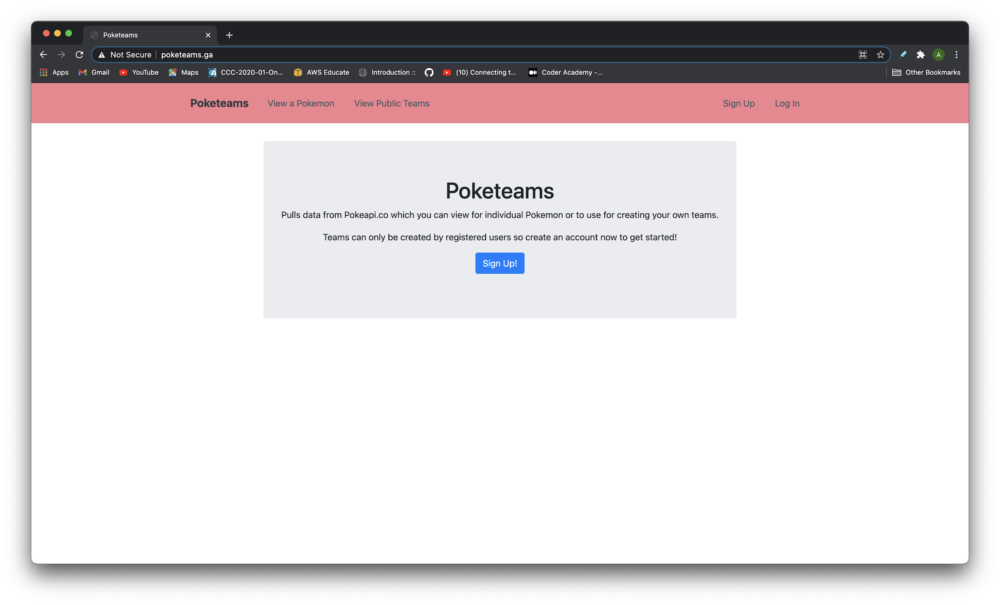 Poketeams
Not Secure poketeams.ga
A
Apps Gmail YouTube Maps CCC-2020-01-On... AWS Educate Introduction :: (10) Connecting t... Coder Academy -... Other Bookmarks
Poketeams View a Pokemon View Public Teams Sign Up Log In
Poketeams
Pulls data from Pokeapi.co which you can view for individual Pokemon or to use for creating your own teams.
Teams can only be created by registered users so create an account now to get started!
Sign Up!